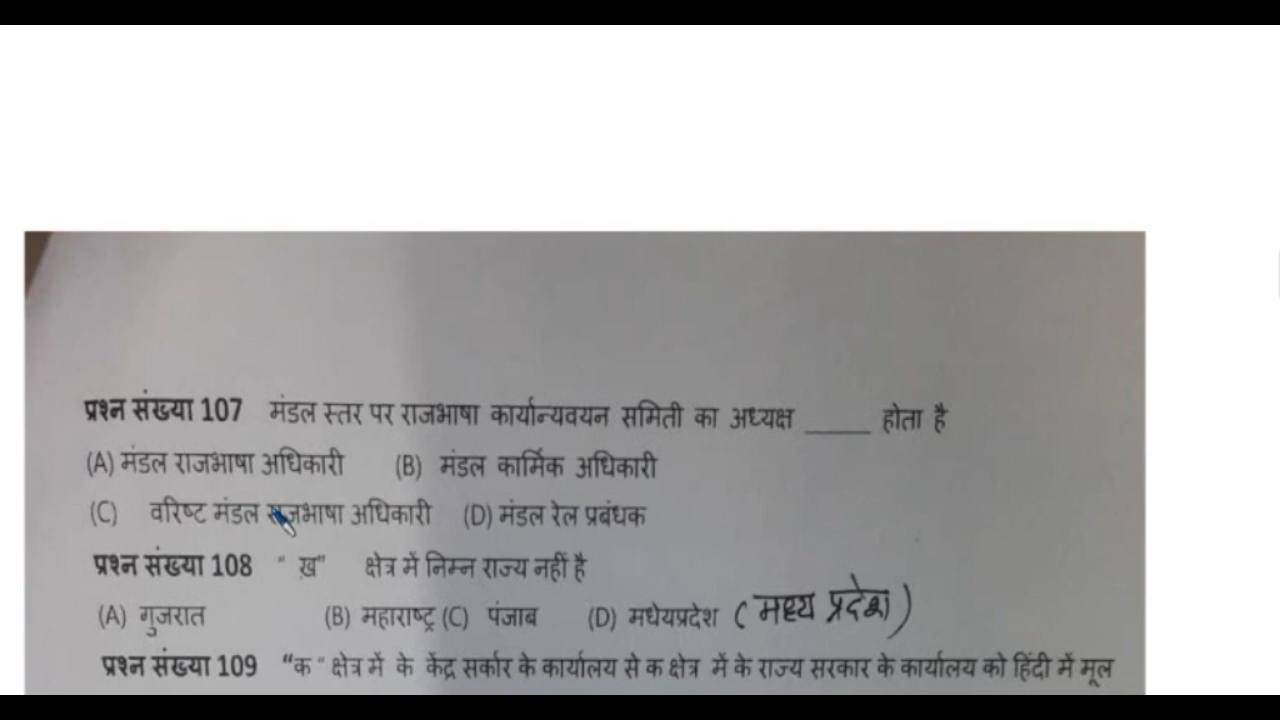 प्रश्न संख्या 107 मंडल स्तर पर राजभाषा कार्यान्यवयन समिती का अध्यक्ष _____ होता है
(A) मंडल राजभाषा अधिकारी (B) मंडल कार्मिक अधिकारी
(C) वरिष्ट मंडल राजभाषा अधिकारी (D) मंडल रेल प्रबंधक
प्रश्न संख्या 108 " ख़" क्षेत्र में निम्न राज्य नहीं है
(A) गुजरात (B) महाराष्ट्र (C) पंजाब (D) मधेयप्रदेश (मध्य प्रदेश)
प्रश्न संख्या 109 "क " क्षेत्र में के केंद्र सर्कार के कार्यालय से क क्षेत्र में के राज्य सरकार के कार्यालय को हिंदी में मूल